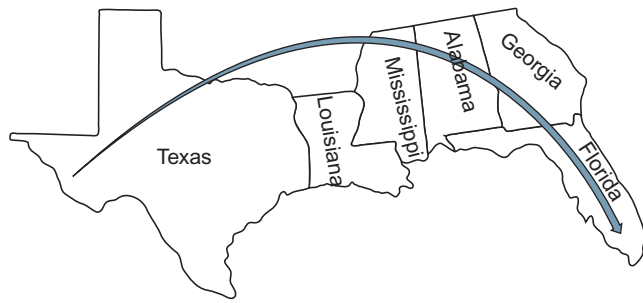 Texas
Louisiana
Mississippi
Alabama
Georgia
Florida